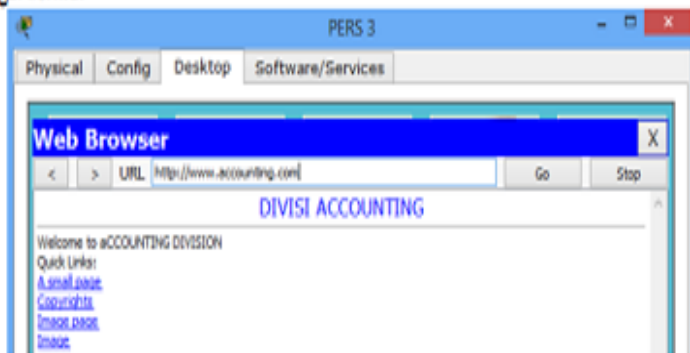 PERS 3
Physical Config Desktop Software/Services
Web Browser X
< > URL http://www.accounting.com Go Stop
DIVISI ACCOUNTING
Welcome to aCCOUNTING DIVISION
Quick Links:
A small page
Copyrights
Image page
Image